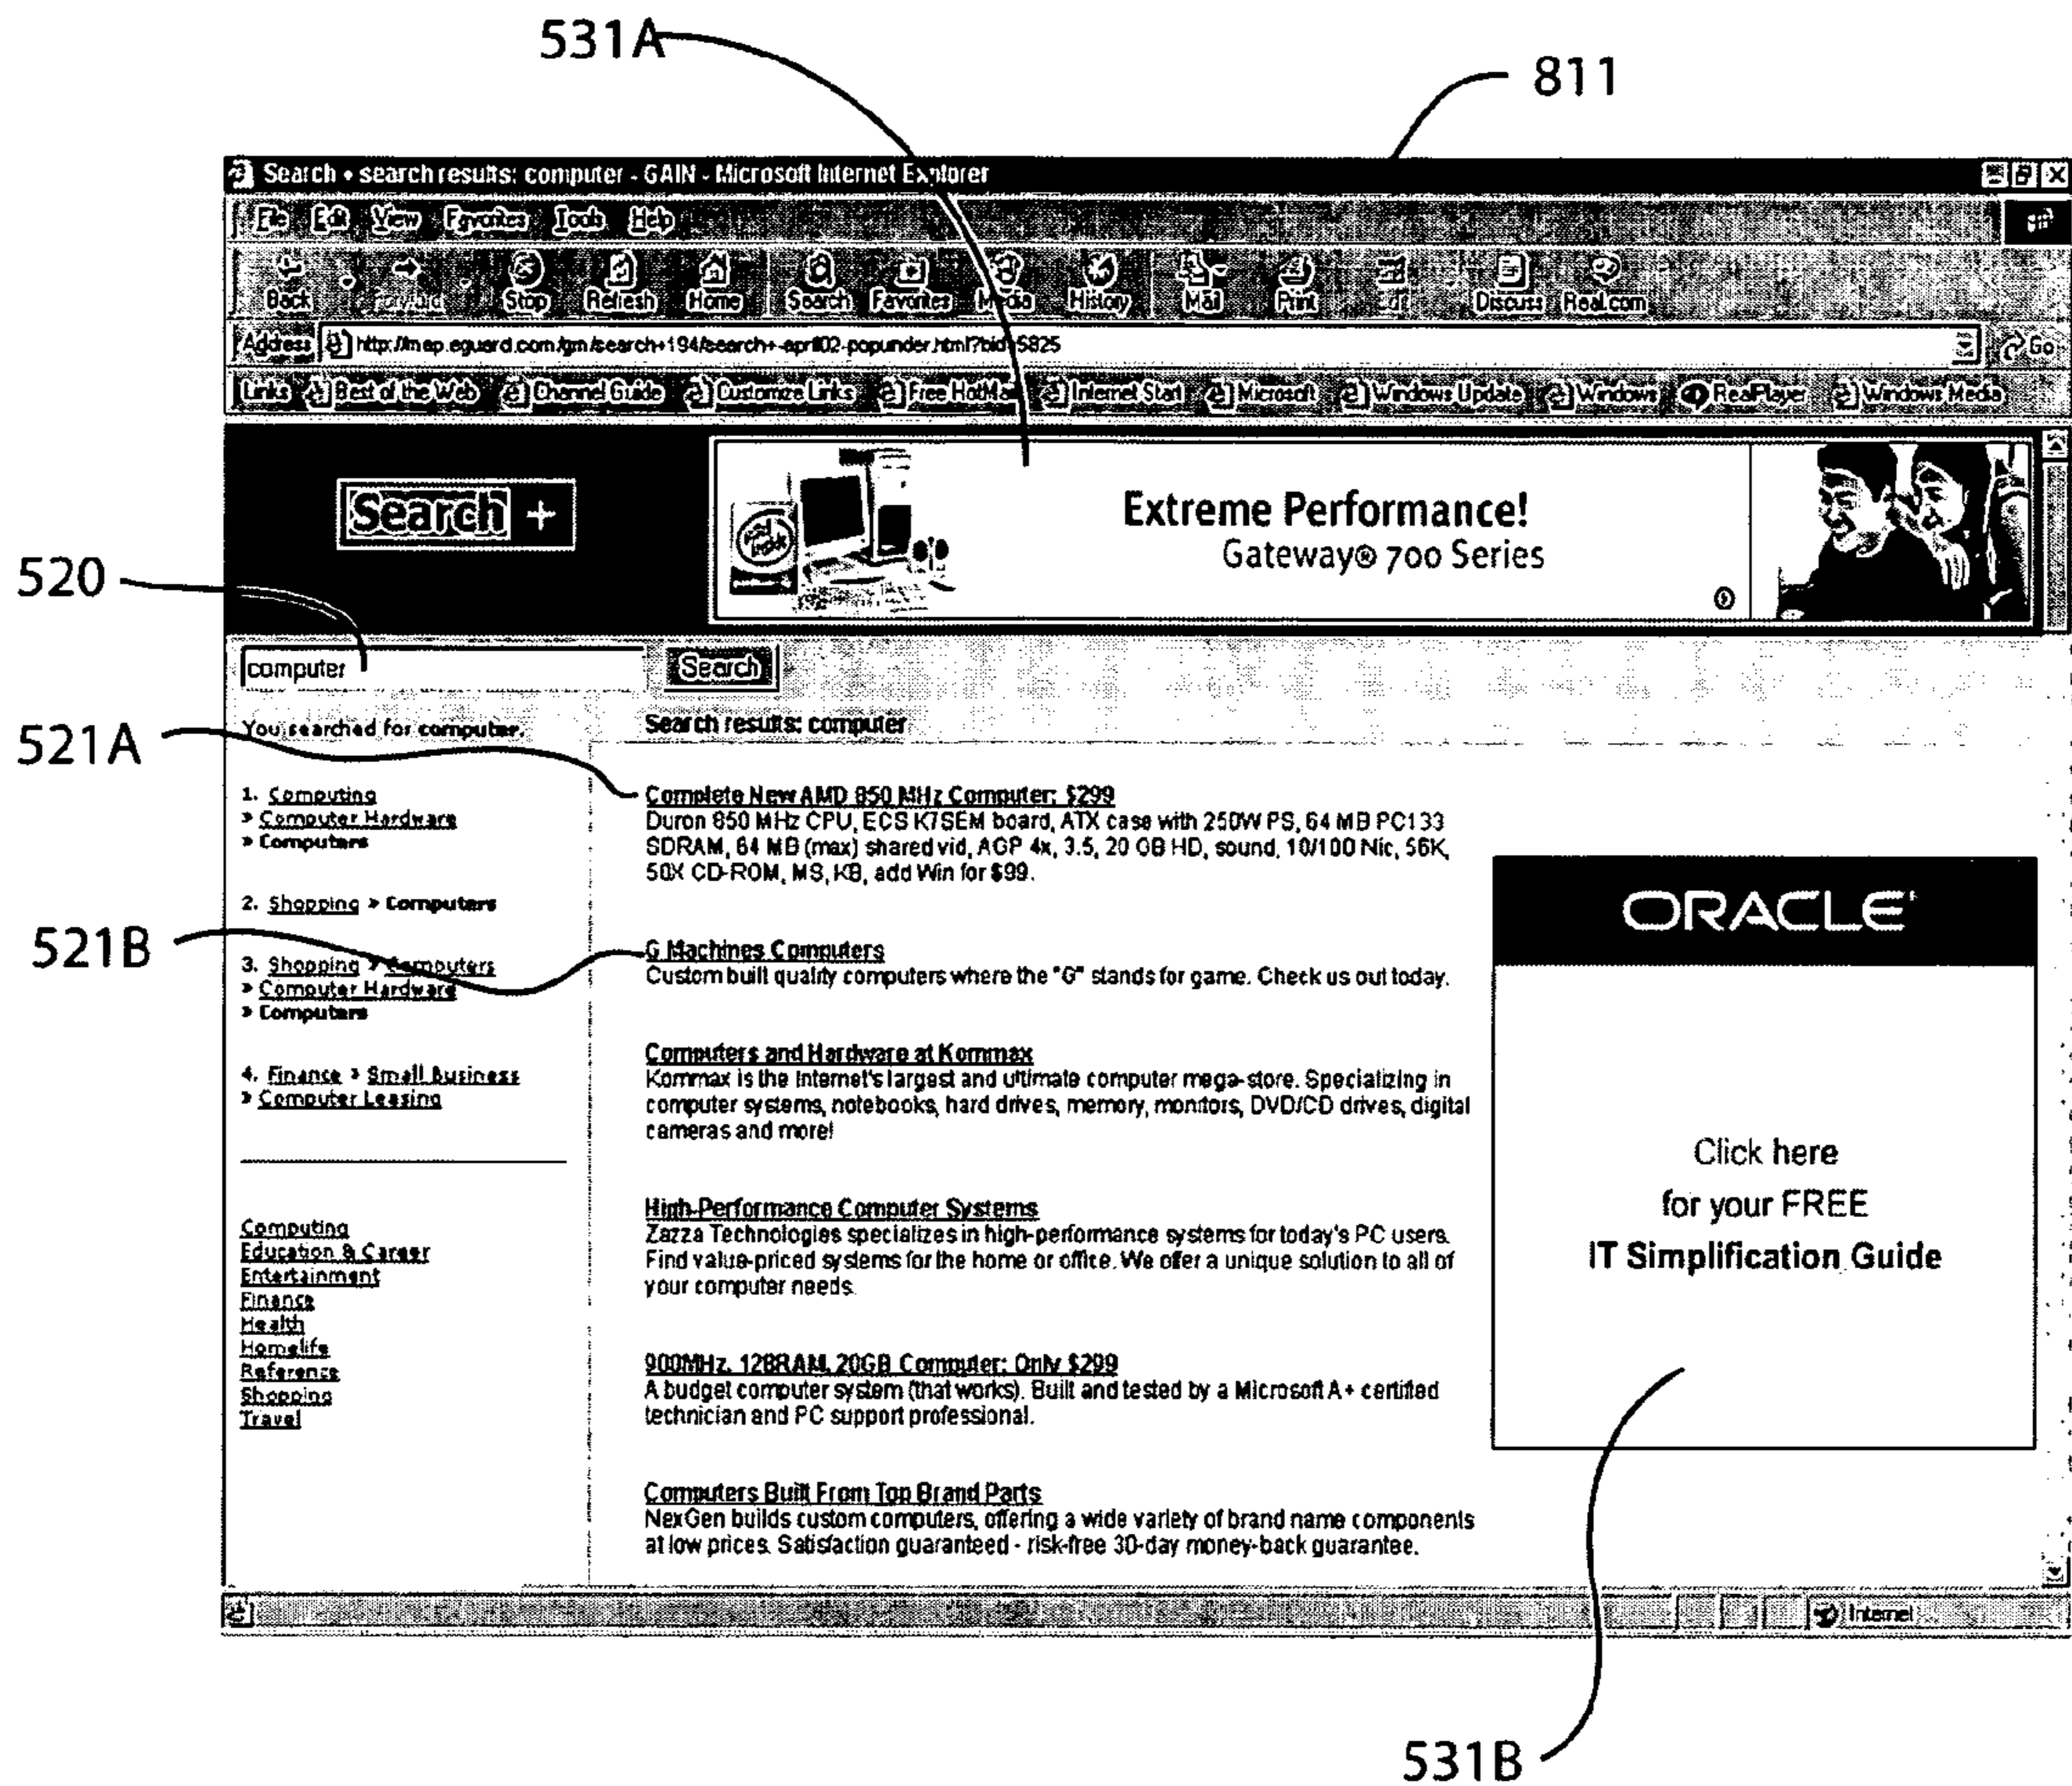 531A
811
Search • search results: computer - GAIN - Microsoft Internet Explorer
File Edit View Favorites Tools Help
Back Forward Stop Refresh Home Search Favorites Media History Mail Print Edit Discuss Real.com
Address http://map.eguard.com/gm/search+194/search+-april02-popunder.html?bid=5825 Go
Links Best of the Web Channel Guide Customize Links Free HotMail Internet Start Microsoft Windows Update Windows RealPlayer Windows Media
Search +
Extreme Performance!
Gateway® 700 Series
520
computer
Search
521A
You searched for computer.
Search results: computer
1. Computing
» Computer Hardware
» Computers
2. Shopping » Computers
521B
3. Shopping » Computers
» Computer Hardware
» Computers
4. Finance » Small Business
» Computer Leasing
Computing
Education & Career
Entertainment
Finance
Health
Homelife
Reference
Shopping
Travel
Complete New AMD 850 MHz Computer: $299
Duron 850 MHz CPU, ECS K7SEM board, ATX case with 250W PS, 64 MB PC133
SDRAM, 64 MB (max) shared vid, AGP 4x, 3.5, 20 GB HD, sound, 10/100 Nic, 56K,
50X CD-ROM, MS, KB, add Win for $99.
G Machines Computers
Custom built quality computers where the "G" stands for game. Check us out today.
Computers and Hardware at Kommax
Kommax is the Internet's largest and ultimate computer mega-store. Specializing in
computer systems, notebooks, hard drives, memory, monitors, DVD/CD drives, digital
cameras and more!
High-Performance Computer Systems
Zazza Technologies specializes in high-performance systems for today's PC users.
Find value-priced systems for the home or office. We offer a unique solution to all of
your computer needs.
900MHz, 128RAM, 20GB Computer: Only $299
A budget computer system (that works). Built and tested by a Microsoft A+ certified
technician and PC support professional.
Computers Built From Top Brand Parts
NexGen builds custom computers, offering a wide variety of brand name components
at low prices. Satisfaction guaranteed - risk-free 30-day money-back guarantee.
ORACLE
Click here
for your FREE
IT Simplification Guide
Internet
531B